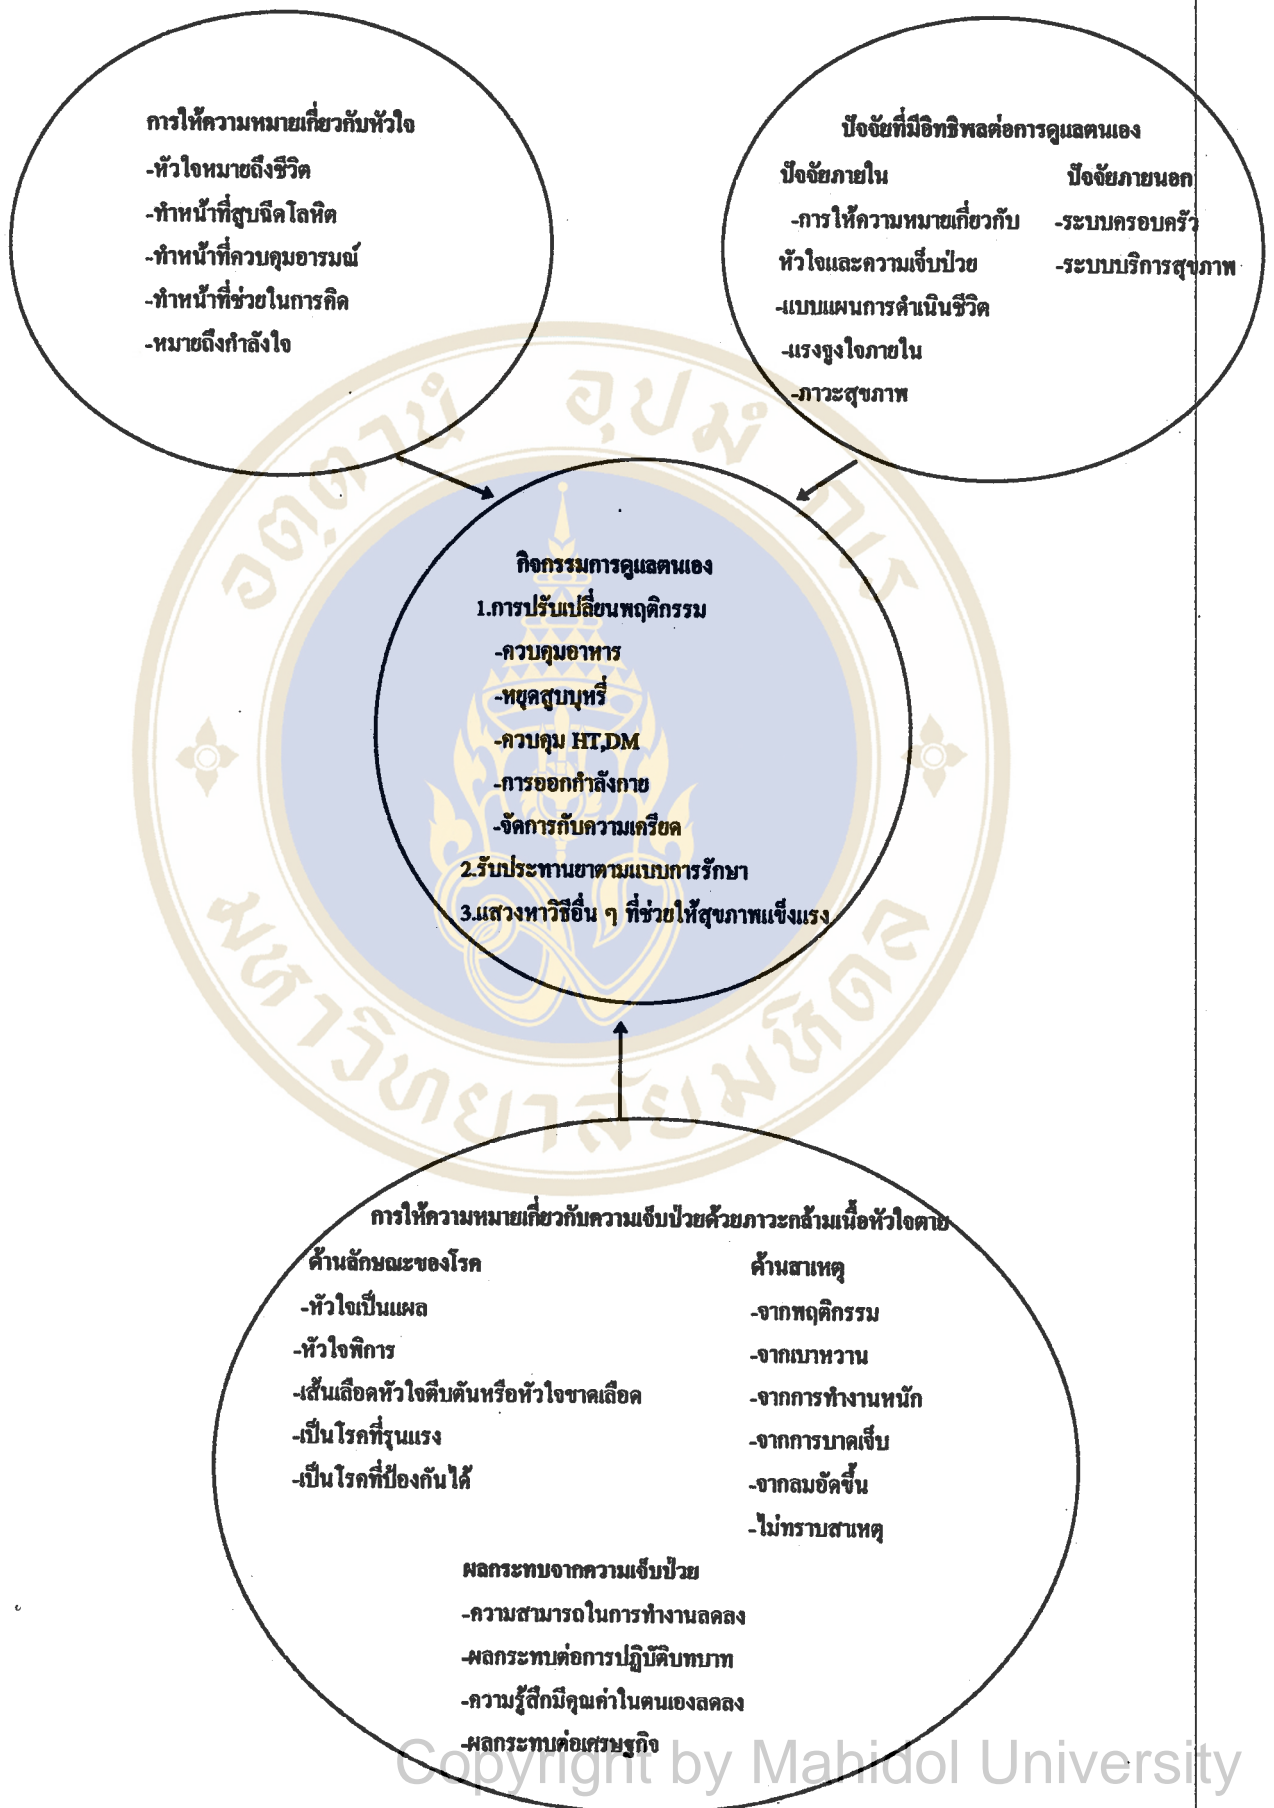 การให้ความหมายเกี่ยวกับหัวใจ
-หัวใจหมายถึงชีวิต
-ทำหน้าที่สูบฉีดโลหิต
-ทำหน้าที่ควบคุมอารมณ์
-ทำหน้าที่ช่วยในการคิด
-หมายถึงกำลังใจ
ปัจจัยที่มีอิทธิพลต่อการดูแลตนเอง
ปัจจัยภายใน
-การให้ความหมายเกี่ยวกับ
หัวใจและความเจ็บป่วย
-แบบแผนการดำเนินชีวิต
-แรงจูงใจภายใน
-ภาวะสุขภาพ
ปัจจัยภายนอก
-ระบบครอบครัว
-ระบบบริการสุขภาพ
อตฺตานํ อุปมํ กเร
กิจกรรมการดูแลตนเอง
1.การปรับเปลี่ยนพฤติกรรม
-ควบคุมอาหาร
-หยุดสูบบุหรี่
-ควบคุม HT,DM
-การออกกำลังกาย
-จัดการกับความเครียด
2.รับประทานยาตามแบบการรักษา
3.แสวงหาวิธีอื่น ๆ ที่ช่วยให้สุขภาพแข็งแรง
มหาวิทยาลัยมหิดล
การให้ความหมายเกี่ยวกับความเจ็บป่วยด้วยภาวะกล้ามเนื้อหัวใจตาย
ด้านลักษณะของโรค
-หัวใจเป็นแผล
-หัวใจพิการ
-เส้นเลือดหัวใจตีบตันหรือหัวใจขาดเลือด
-เป็นโรคที่รุนแรง
-เป็นโรคที่ป้องกันได้
ด้านสาเหตุ
-จากพฤติกรรม
-จากเบาหวาน
-จากการทำงานหนัก
-จากการบาดเจ็บ
-จากลมอัดขึ้น
-ไม่ทราบสาเหตุ
ผลกระทบจากความเจ็บป่วย
-ความสามารถในการทำงานลดลง
-ผลกระทบต่อการปฏิบัติบทบาท
-ความรู้สึกมีคุณค่าในตนเองลดลง
-ผลกระทบต่อเศรษฐกิจ
Copyright by Mahidol University